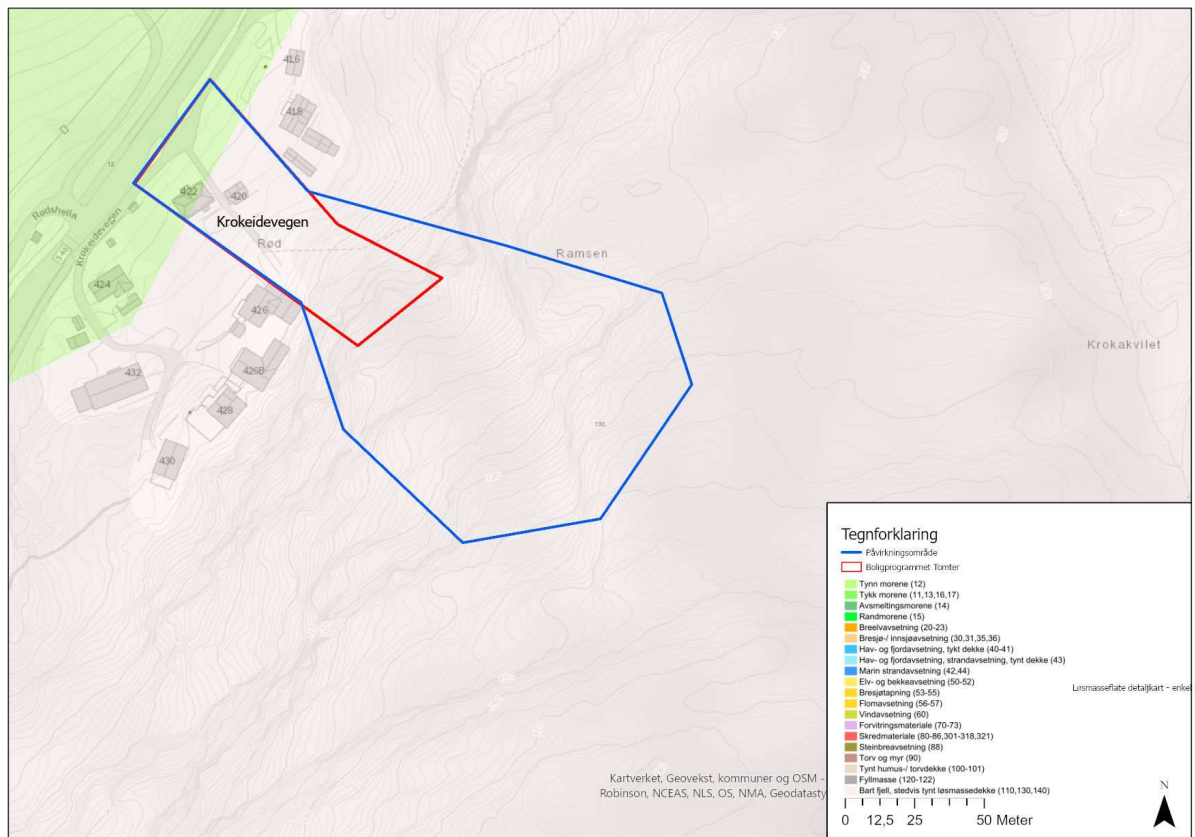 416
418
12
422
420
Krokeidevegen
Rødshella
Rød
Krokeidevegen
Ramsen
424
426
Krokakvilet
432
426B
428
130
430
Tegnforklaring
Påvirkningsområde
Boligprogrammet Tomter
Tynn morene (12)
Tykk morene (11,13,16,17)
Avsmeltingsmorene (14)
Randmorene (15)
Breelvavsetning (20-23)
Bresjø-/ innsjøavsetning (30,31,35,36)
Hav- og fjordavsetning, tykt dekke (40-41)
Hav- og fjordavsetning, strandavsetning, tynt dekke (43)
Marin strandavsetning (42,44)
Elv- og bekkeavsetning (50-52)
Bresjøtapning (53-55)
Løsmasseflate detaljkart - enkel
Flomavsetning (56-57)
Vindavsetning (60)
Forvitringsmateriale (70-73)
Skredmateriale (80-86,301-318,321)
Steinbreavsetning (88)
Torv og myr (90)
Tynt humus-/ torvdekke (100-101)
Fyllmasse (120-122)
Bart fjell, stedvis tynt løsmassedekke (110,130,140)
Kartverket, Geovekst, kommuner og OSM -
Robinson, NCEAS, NLS, OS, NMA, Geodatasty
N
0 12,5 25 50 Meter